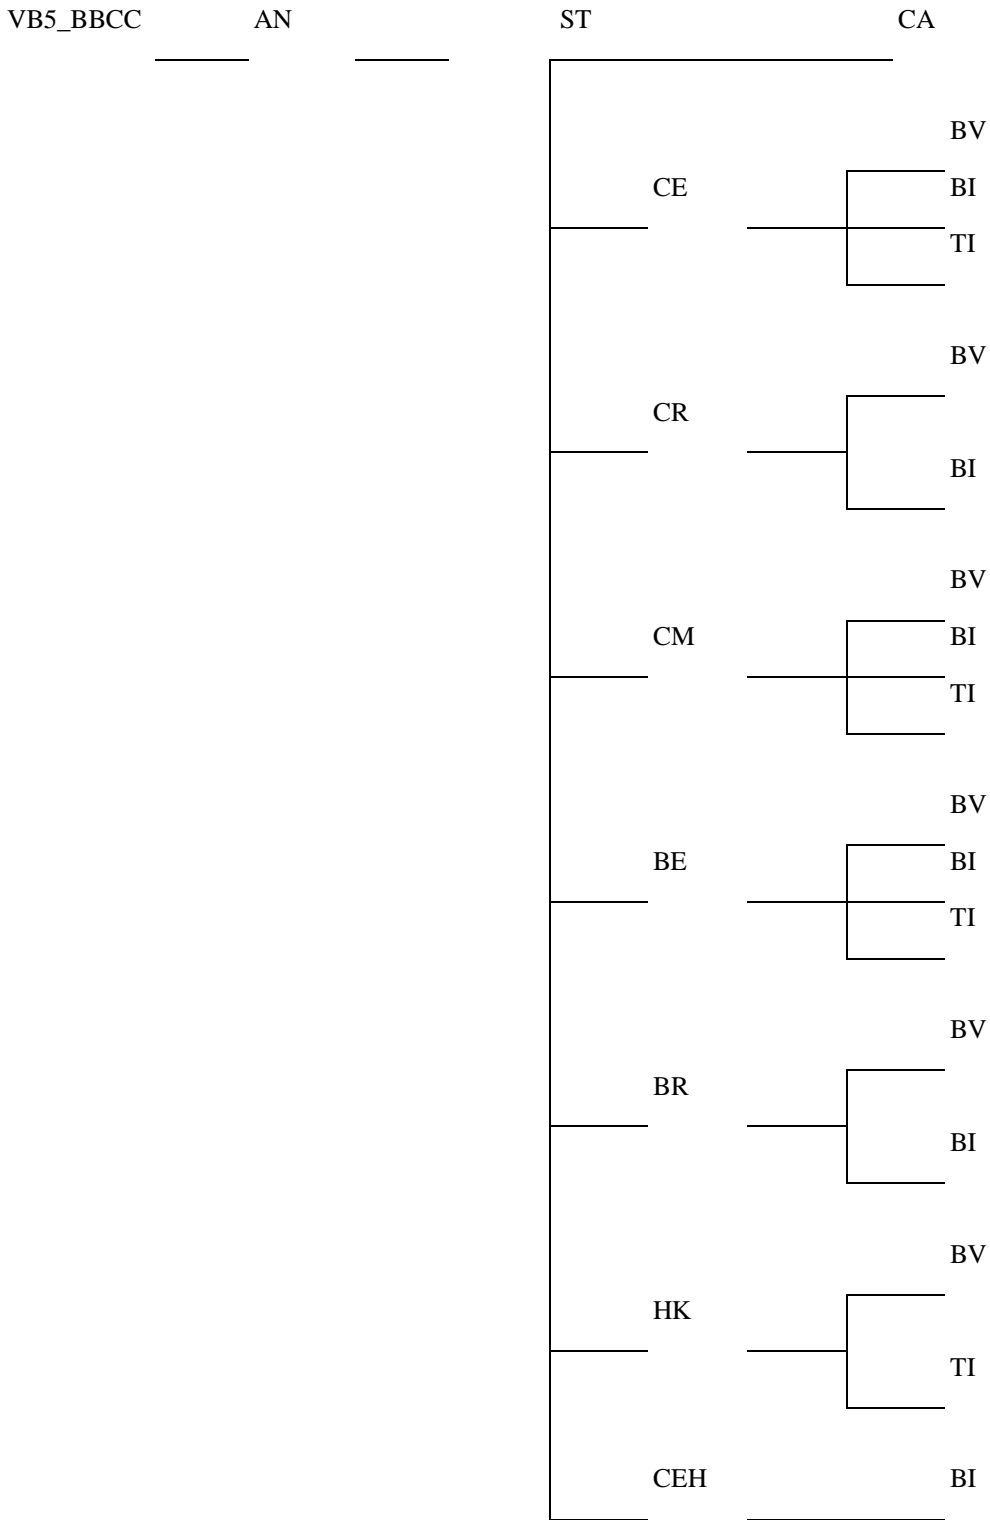 VB5_BBCC AN ST CA
BV
CE BI
TI
BV
CR
BI
BV
CM BI
TI
BV
BE BI
TI
BV
BR
BI
BV
HK
TI
CEH BI